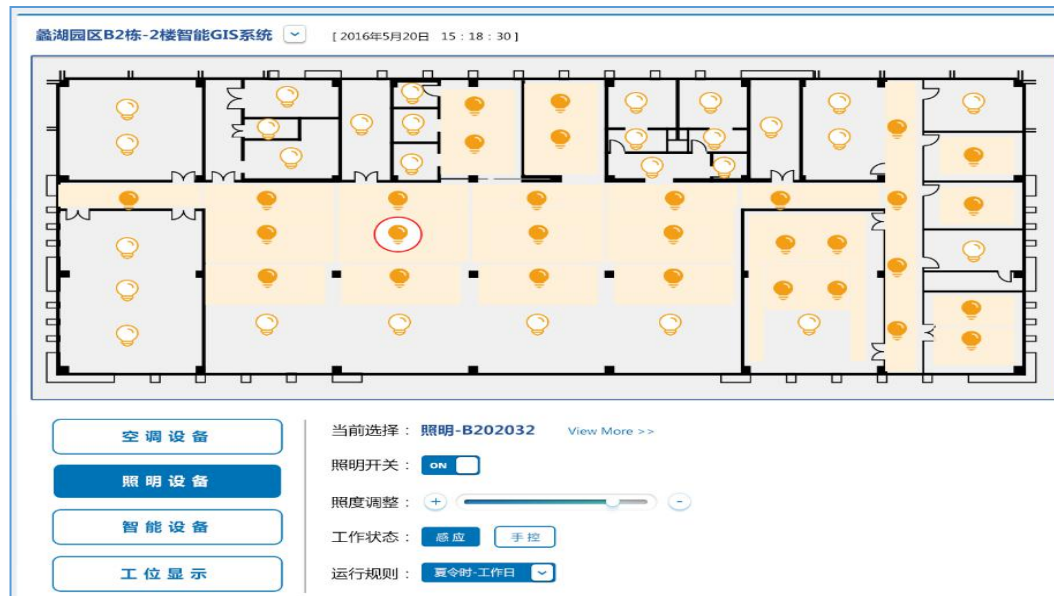 蠡湖园区B2栋-2楼智能GIS系统 [ 2016年5月20日 15 : 18 : 30 ]
空调设备
照明设备
智能设备
工位显示
当前选择： 照明-B202032 View More >>
照明开关： ON
照度调整： + -
工作状态： 感应 手控
运行规则： 夏令时-工作日